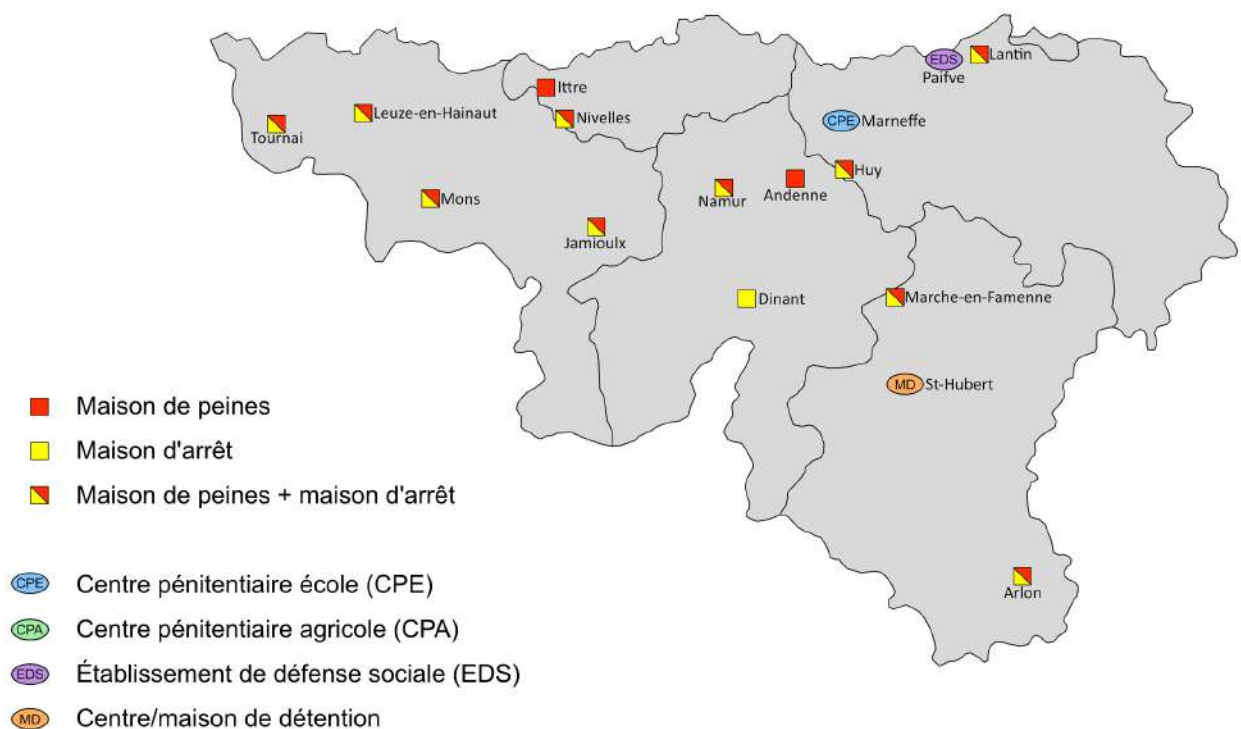 Lantin
EDS
Paifve
Ittre
Leuze-en-Hainaut
Nivelles
CPE Marneffe
Tournai
Huy
Mons
Namur
Andenne
Jamioulx
Dinant
Marche-en-Famenne
MD St-Hubert
Maison de peines
Maison d'arrêt
Maison de peines + maison d'arrêt
Arlon
CPE Centre pénitentiaire école (CPE)
CPA Centre pénitentiaire agricole (CPA)
EDS Établissement de défense sociale (EDS)
MD Centre/maison de détention